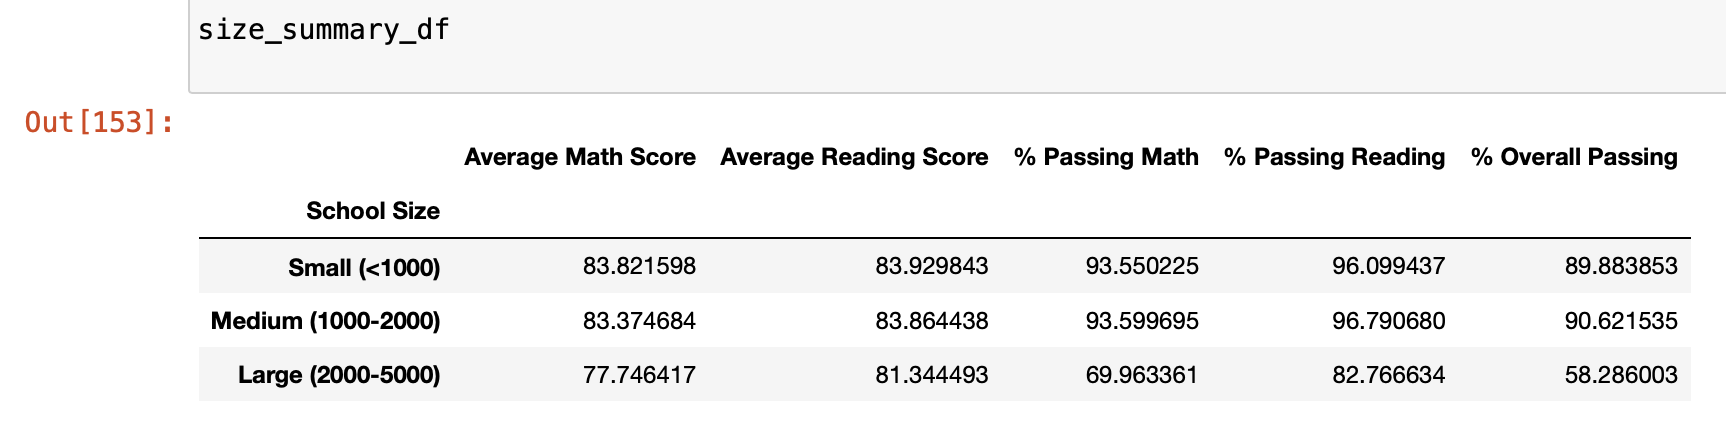 size_summary_df
Out[153]:
Average Math Score Average Reading Score % Passing Math % Passing Reading % Overall Passing
School Size
Small (<1000) 83.821598 83.929843 93.550225 96.099437 89.883853
Medium (1000-2000) 83.374684 83.864438 93.599695 96.790680 90.621535
Large (2000-5000) 77.746417 81.344493 69.963361 82.766634 58.286003